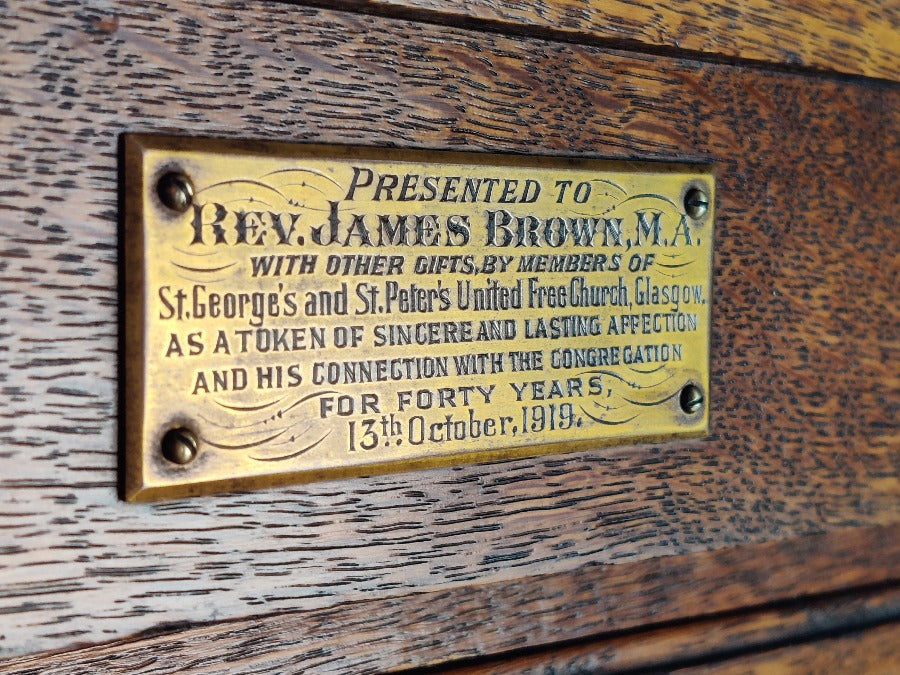 PRESENTED TO
REV. JAMES BROWN, M.A.
WITH OTHER GIFTS, BY MEMBERS OF
St. George's and St. Peter's United Free Church, Glasgow.
AS A TOKEN OF SINCERE AND LASTING AFFECTION
AND HIS CONNECTION WITH THE CONGREGATION
FOR FORTY YEARS,
13th. October, 1919.